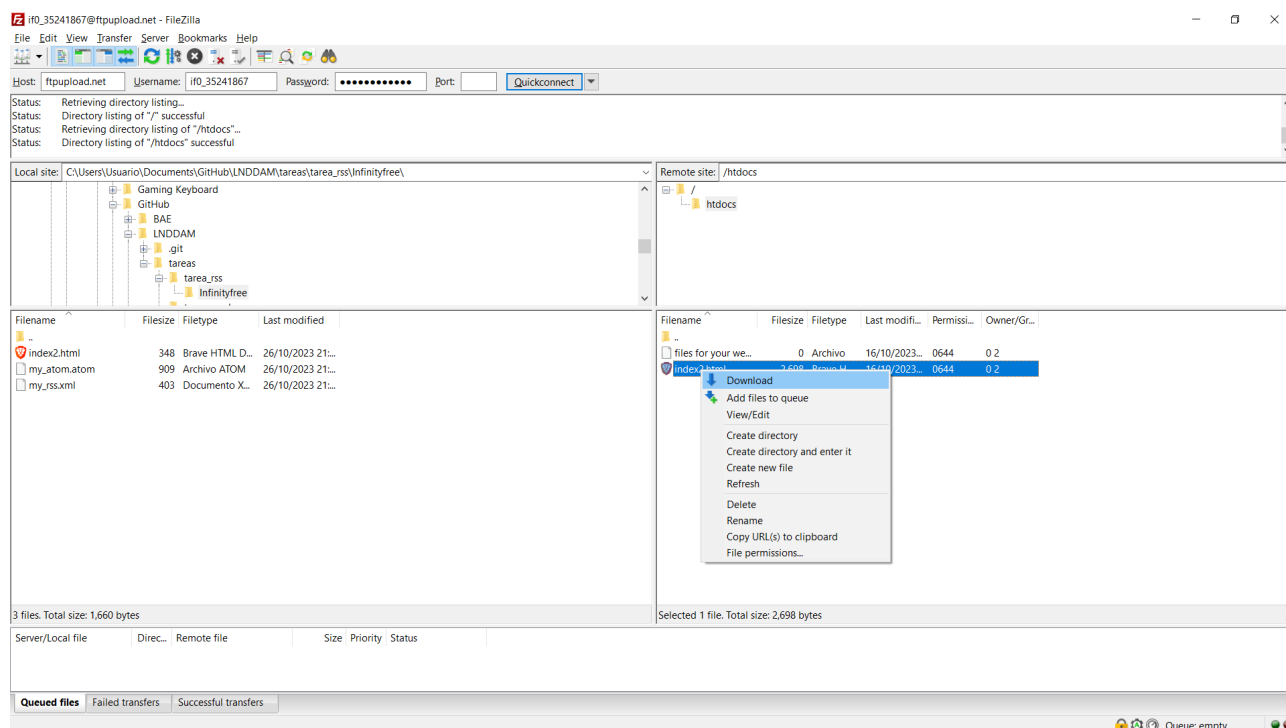 if0_35241867@ftpupload.net - FileZilla
File Edit View Transfer Server Bookmarks Help
Host: ftpupload.net Username: if0_35241867 Password: ●●●●●●●●●●●● Port: Quickconnect
Status: Retrieving directory listing...
Status: Directory listing of "/" successful
Status: Retrieving directory listing of "/htdocs"...
Status: Directory listing of "/htdocs" successful
Local site: C:\Users\Usuario\Documents\GitHub\LNDDAM\tareas\tarea_rss\Infinityfree\
Gaming Keyboard
GitHub
BAE
LNDDAM
.git
tareas
tarea_rss
Infinityfree
Filename Filesize Filetype Last modified
..
index2.html 348 Brave HTML D... 26/10/2023 21:...
my_atom.atom 909 Archivo ATOM 26/10/2023 21:...
my_rss.xml 403 Documento X... 26/10/2023 21:...
3 files. Total size: 1,660 bytes
Remote site: /htdocs
/
htdocs
Filename Filesize Filetype Last modifi... Permissi... Owner/Gr...
..
files for your we... 0 Archivo 16/10/2023... 0644 0 2
index2.html 2,698 Brave H... 16/10/2023... 0644 0 2
Download
Add files to queue
View/Edit
Create directory
Create directory and enter it
Create new file
Refresh
Delete
Rename
Copy URL(s) to clipboard
File permissions...
Selected 1 file. Total size: 2,698 bytes
Server/Local file Direc... Remote file Size Priority Status
Queued files Failed transfers Successful transfers
Queue: empty